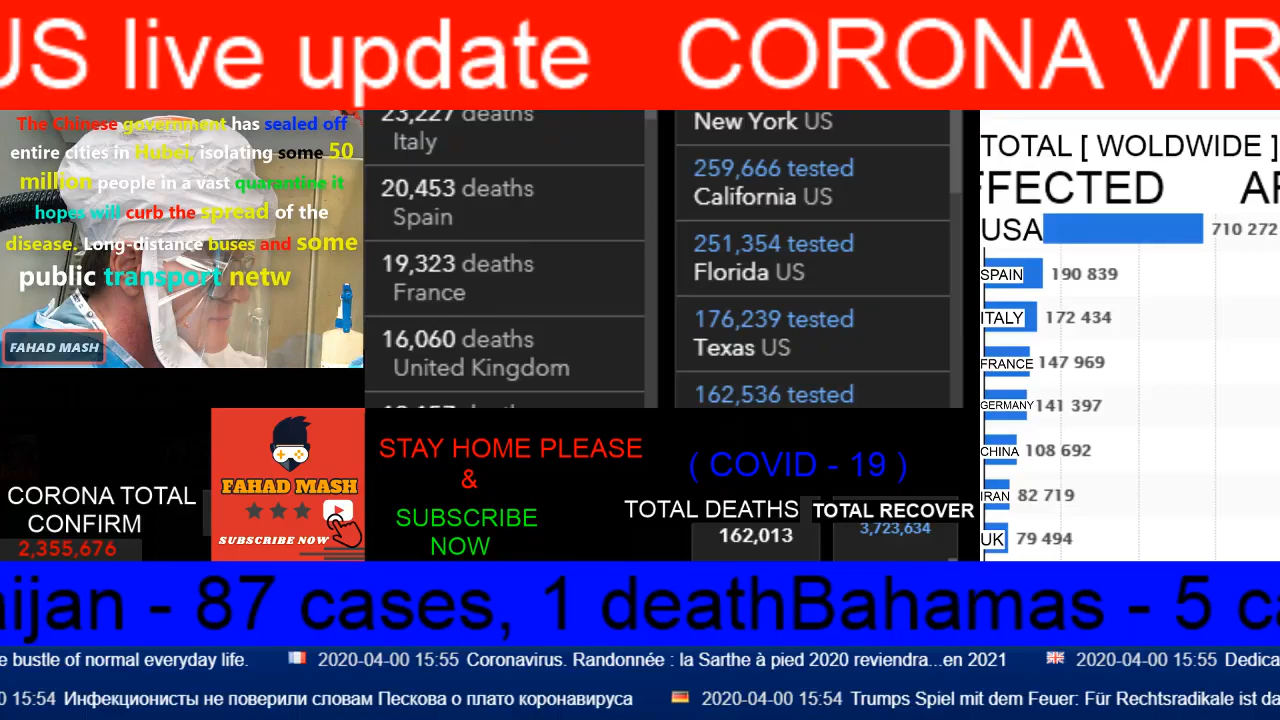 US live update CORONA VIR
The Chinese government has sealed off
entire cities in Hubei, isolating some 50
million people in a vast quarantine it
hopes will curb the spread of the
disease. Long-distance buses and some
public transport netw
FAHAD MASH
23,227 deaths
Italy
20,453 deaths
Spain
19,323 deaths
France
16,060 deaths
United Kingdom
New York US
259,666 tested
California US
251,354 tested
Florida US
176,239 tested
Texas US
162,536 tested
TOTAL [ WOLDWIDE ]
FFECTED AF
USA 710 272
SPAIN 190 839
ITALY 172 434
FRANCE 147 969
GERMANY 141 397
CHINA 108 692
IRAN 82 719
UK 79 494
CORONA TOTAL
CONFIRM
2,355,676
FAHAD MASH
SUBSCRIBE NOW
STAY HOME PLEASE
&
SUBSCRIBE
NOW
( COVID - 19 )
TOTAL DEATHS
162,013
TOTAL RECOVER
3,723,634
aijan - 87 cases, 1 deathBahamas - 5 ca
e bustle of normal everyday life. 2020-04-00 15:55 Coronavirus. Randonnée : la Sarthe à pied 2020 reviendra...en 2021 2020-04-00 15:55 Dedica
0 15:54 Инфекционисты не поверили словам Пескова о плато коронавируса 2020-04-00 15:54 Trumps Spiel mit dem Feuer: Für Rechtsradikale ist da